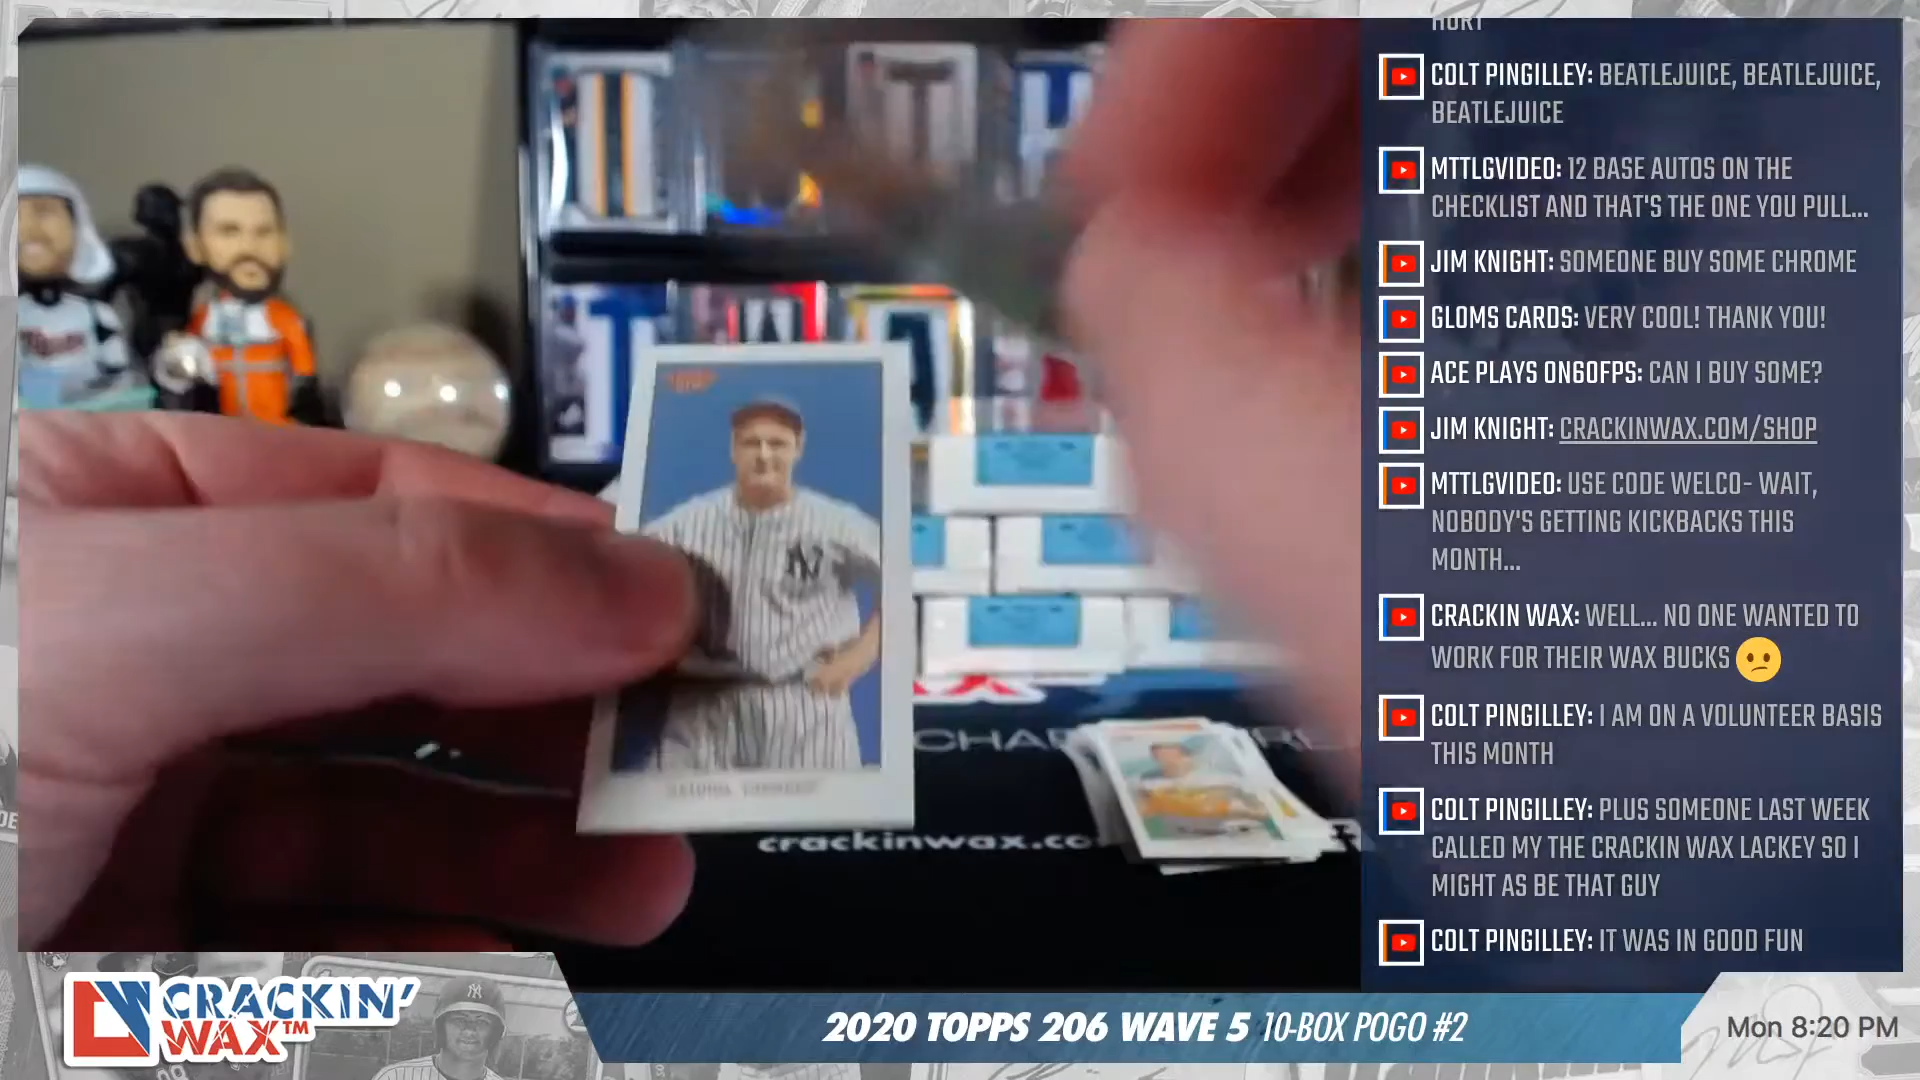 HURT
COLT PINGILLEY: BEATLEJUICE, BEATLEJUICE,
BEATLEJUICE
MTTLGVIDEO: 12 BASE AUTOS ON THE
CHECKLIST AND THAT'S THE ONE YOU PULL...
JIM KNIGHT: SOMEONE BUY SOME CHROME
GLOMS CARDS: VERY COOL! THANK YOU!
ACE PLAYS ON60FPS: CAN I BUY SOME?
JIM KNIGHT: CRACKINWAX.COM/SHOP
MTTLGVIDEO: USE CODE WELCO- WAIT,
NOBODY'S GETTING KICKBACKS THIS
MONTH...
CRACKIN WAX: WELL... NO ONE WANTED TO
WORK FOR THEIR WAX BUCKS 😕
COLT PINGILLEY: I AM ON A VOLUNTEER BASIS
THIS MONTH
COLT PINGILLEY: PLUS SOMEONE LAST WEEK
CALLED MY THE CRACKIN WAX LACKEY SO I
MIGHT AS BE THAT GUY
COLT PINGILLEY: IT WAS IN GOOD FUN
NY
crackinwax.co
CRACKIN'
WAX™
2020 TOPPS 206 WAVE 5 10-BOX POGO #2
Mon 8:20 PM